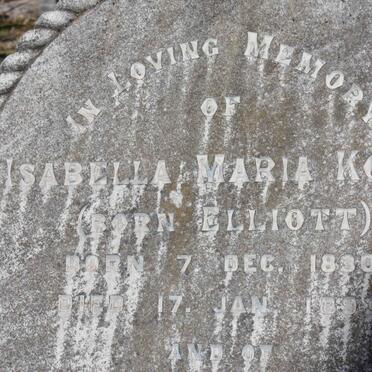 IN LOVING MEMORY
OF
ISABELLA MARIA
(BORN ELLIOTT)
BORN 7 DEC.
DIED 17. JAN.
AND OF